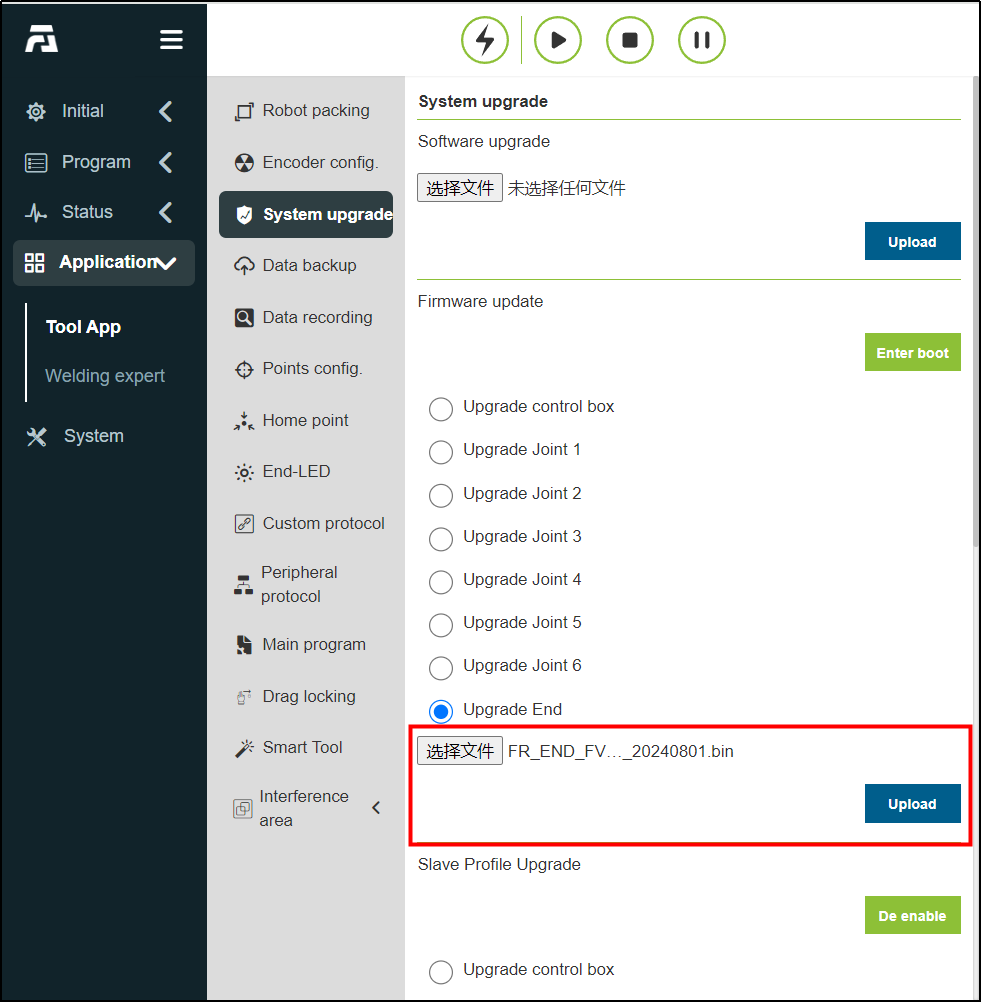 Initial
Program
Status
Application
Tool App
Welding expert
System
Robot packing
Encoder config.
System upgrade
Data backup
Data recording
Points config.
Home point
End-LED
Custom protocol
Peripheral
protocol
Main program
Drag locking
Smart Tool
Interference
area
System upgrade
Software upgrade
选择文件 未选择任何文件
Upload
Firmware update
Enter boot
Upgrade control box
Upgrade Joint 1
Upgrade Joint 2
Upgrade Joint 3
Upgrade Joint 4
Upgrade Joint 5
Upgrade Joint 6
Upgrade End
选择文件 FR_END_FV…_20240801.bin
Upload
Slave Profile Upgrade
De enable
Upgrade control box